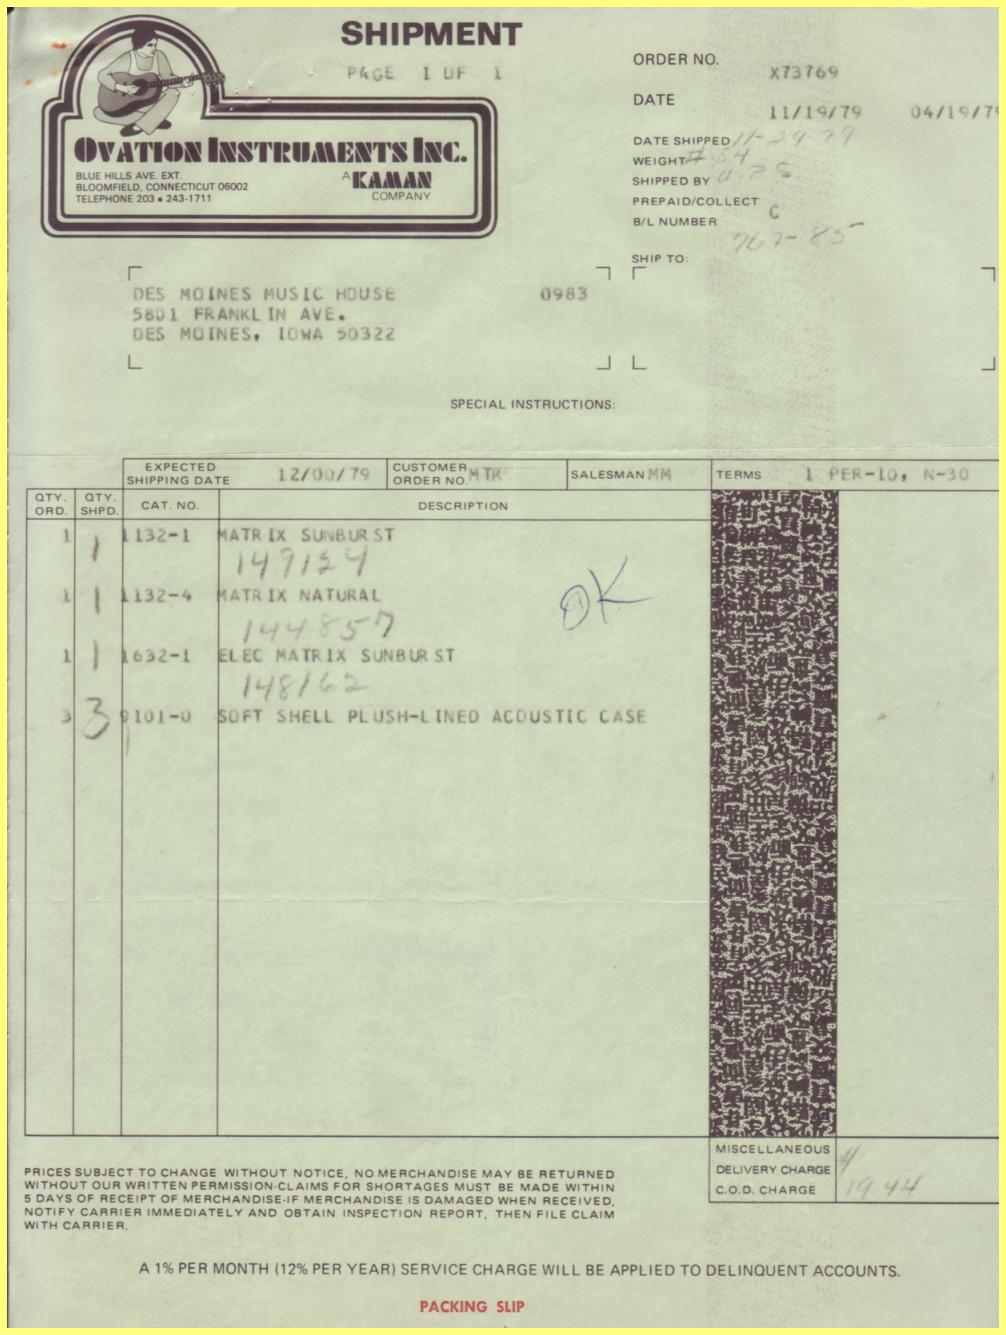 SHIPMENT
PAGE 1 OF 1
OVATION INSTRUMENTS INC.
BLUE HILLS AVE. EXT.
BLOOMFIELD, CONNECTICUT 06002
TELEPHONE 203 • 243-1711
A KAMAN
COMPANY
ORDER NO. X73769
DATE 11/19/79 04/19/79
DATE SHIPPED 11-29-79
WEIGHT # 54
SHIPPED BY U.P.S.
PREPAID/COLLECT C
B/L NUMBER 767-85
SHIP TO:
DES MOINES MUSIC HOUSE 0983
5801 FRANKLIN AVE.
DES MOINES, IOWA 50322
SPECIAL INSTRUCTIONS:
EXPECTED SHIPPING DATE 12/00/79 CUSTOMER ORDER NO. MTR SALESMAN MM TERMS 1 PER-10, N-30
QTY. ORD. QTY. SHPD. CAT. NO. DESCRIPTION
1 1 1132-1 MATRIX SUNBURST
149124
1 1 1132-4 MATRIX NATURAL
144857
OK
1 1 1632-1 ELEC MATRIX SUNBURST
148162
3 3 9101-0 SOFT SHELL PLUSH-LINED ACOUSTIC CASE
MISCELLANEOUS
DELIVERY CHARGE
C.O.D. CHARGE 19.44
PRICES SUBJECT TO CHANGE WITHOUT NOTICE, NO MERCHANDISE MAY BE RETURNED
WITHOUT OUR WRITTEN PERMISSION-CLAIMS FOR SHORTAGES MUST BE MADE WITHIN
5 DAYS OF RECEIPT OF MERCHANDISE-IF MERCHANDISE IS DAMAGED WHEN RECEIVED,
NOTIFY CARRIER IMMEDIATELY AND OBTAIN INSPECTION REPORT, THEN FILE CLAIM
WITH CARRIER.
A 1% PER MONTH (12% PER YEAR) SERVICE CHARGE WILL BE APPLIED TO DELINQUENT ACCOUNTS.
PACKING SLIP